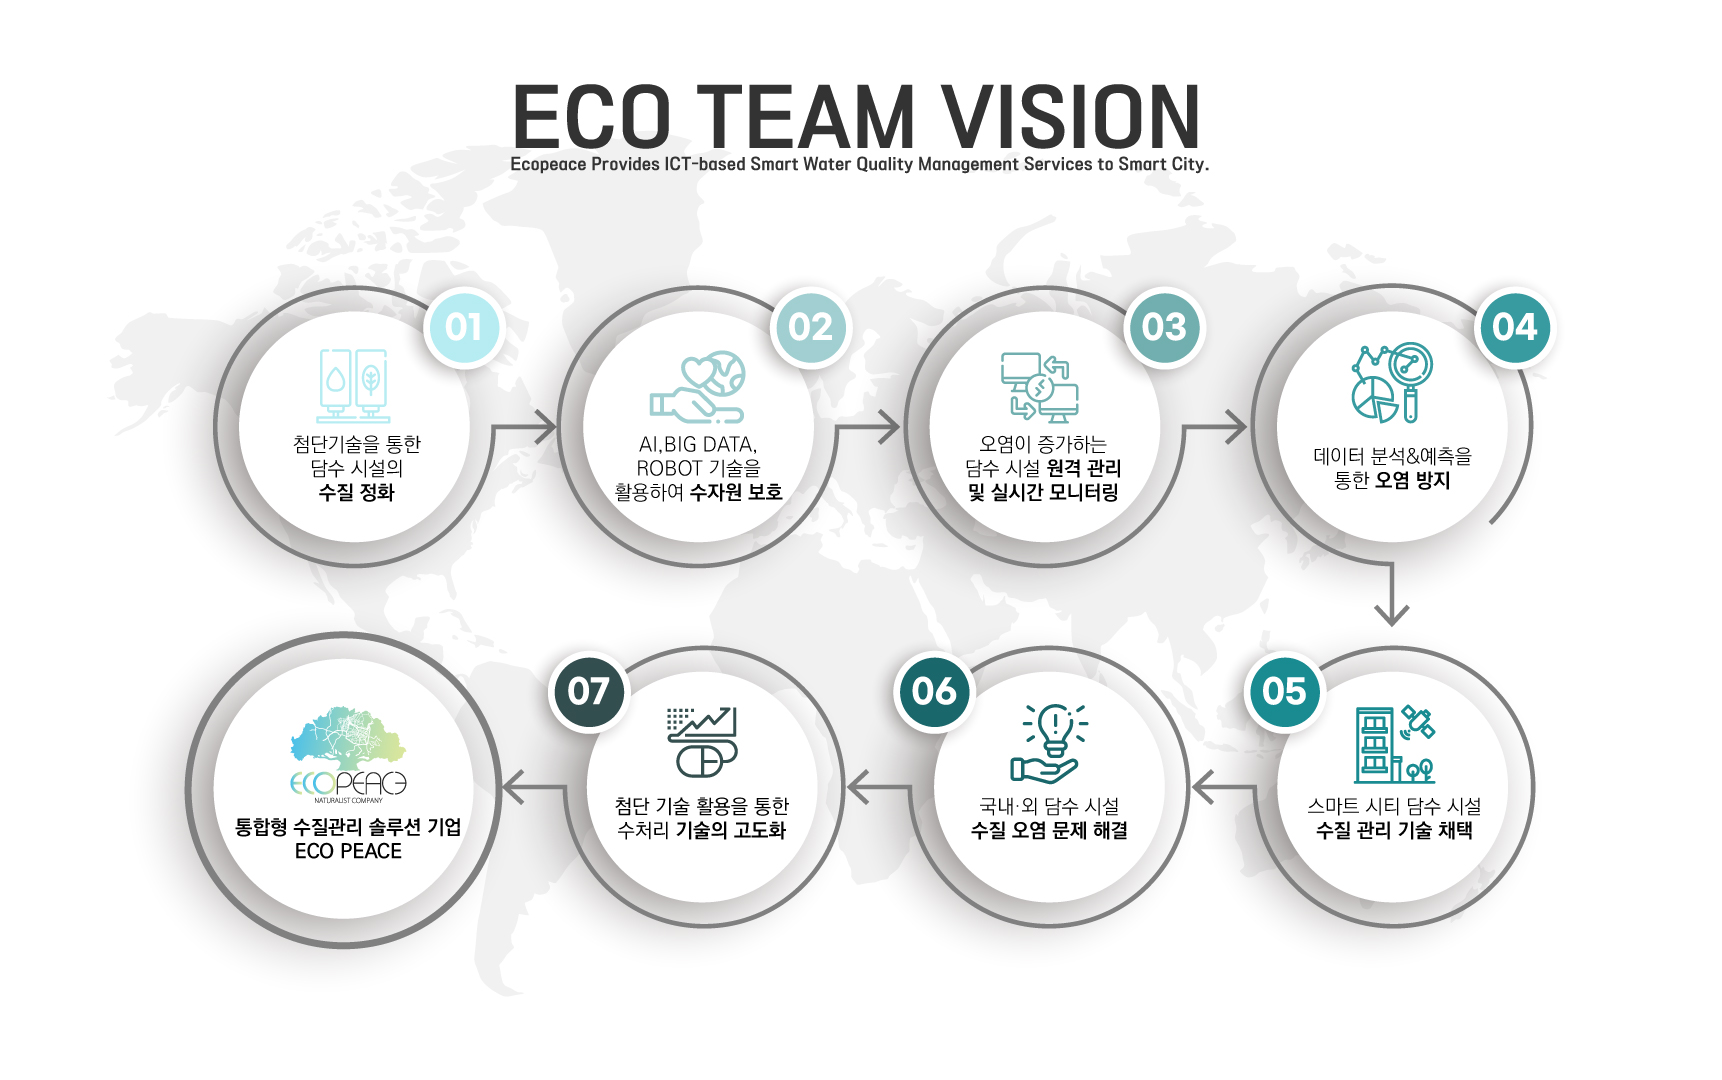 ECO TEAM VISION
Ecopeace Provides ICT-based Smart Water Quality Management Services to Smart City.
01
첨단기술을 통한
담수 시설의
수질 정화
02
AI,BIG DATA,
ROBOT 기술을
활용하여 수자원 보호
03
오염이 증가하는
담수 시설 원격 관리
및 실시간 모니터링
04
데이터 분석&예측을
통한 오염 방지
05
스마트 시티 담수 시설
수질 관리 기술 채택
06
국내·외 담수 시설
수질 오염 문제 해결
07
첨단 기술 활용을 통한
수처리 기술의 고도화
ECOPEACE
NATURALIST COMPANY
통합형 수질관리 솔루션 기업
ECO PEACE